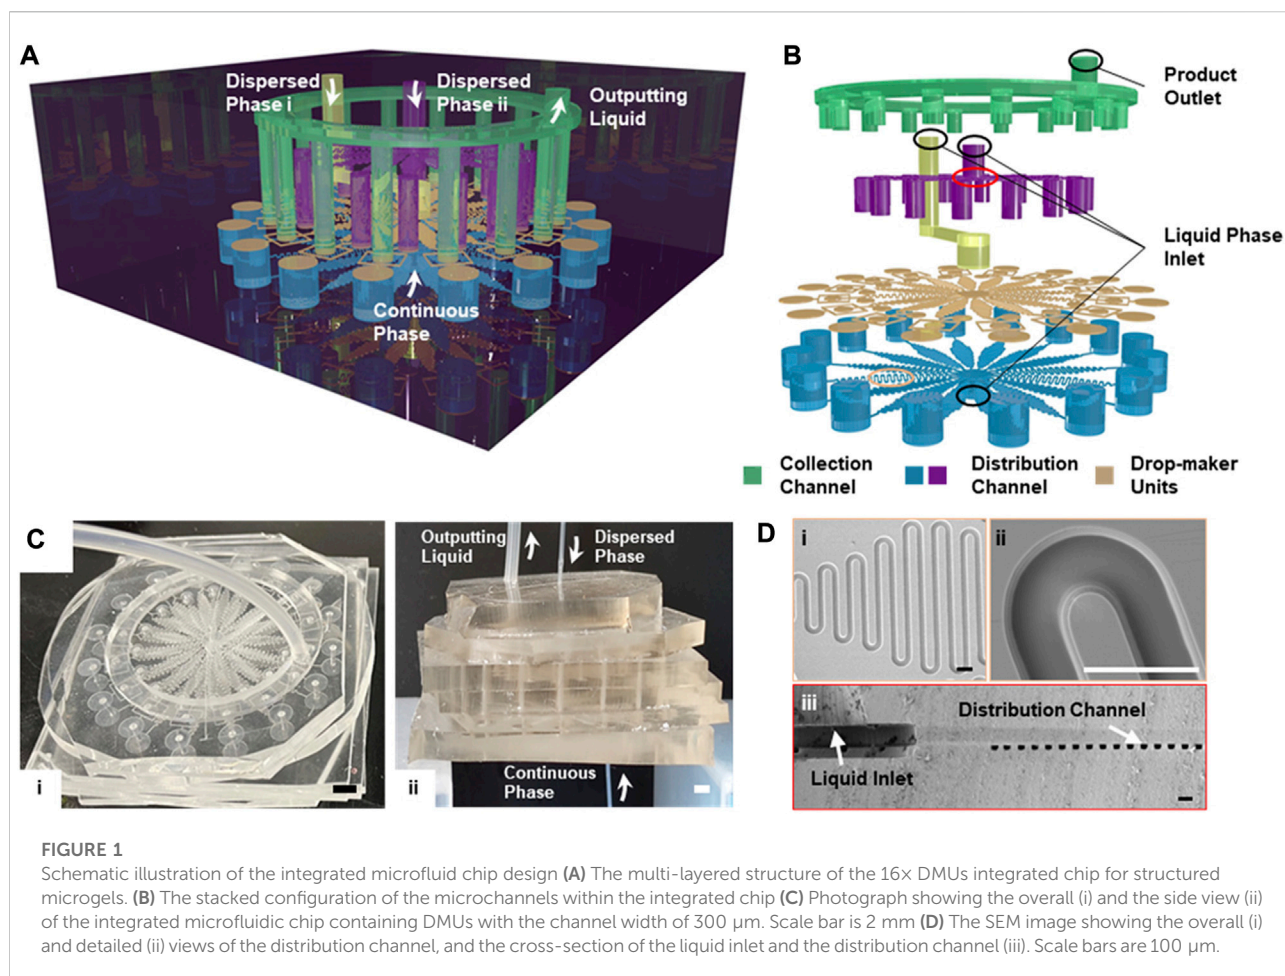 A
Dispersed
Phase i
Dispersed
Phase ii
Outputting
Liquid
Continuous
Phase
B
Product
Outlet
Liquid Phase
Inlet
Collection
Channel
Distribution
Channel
Drop-maker
Units
C
i
Outputting
Liquid
Dispersed
Phase
Continuous
Phase
ii
D
i
ii
iii
Distribution Channel
Liquid Inlet
FIGURE 1
Schematic illustration of the integrated microfluid chip design (A) The multi-layered structure of the 16× DMUs integrated chip for structured
microgels. (B) The stacked configuration of the microchannels within the integrated chip (C) Photograph showing the overall (i) and the side view (ii)
of the integrated microfluidic chip containing DMUs with the channel width of 300 μm. Scale bar is 2 mm (D) The SEM image showing the overall (i)
and detailed (ii) views of the distribution channel, and the cross-section of the liquid inlet and the distribution channel (iii). Scale bars are 100 μm.